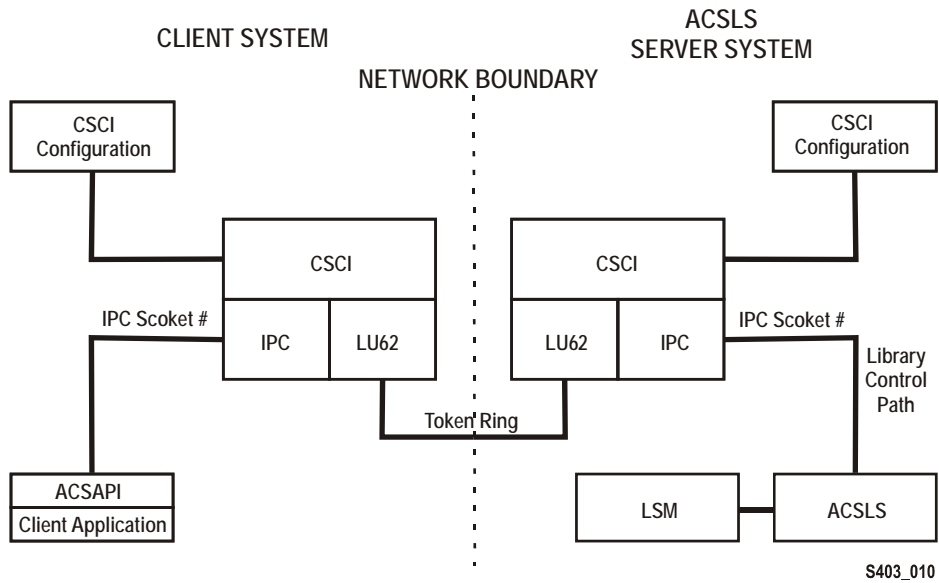 CLIENT SYSTEM
ACSLS
SERVER SYSTEM
NETWORK BOUNDARY
CSCI
Configuration
CSCI
Configuration
CSCI
CSCI
IPC Scoket #
IPC
LU62
LU62
IPC
IPC Scoket #
Library
Control
Path
Token Ring
ACSAPI
Client Application
LSM
ACSLS
S403_010